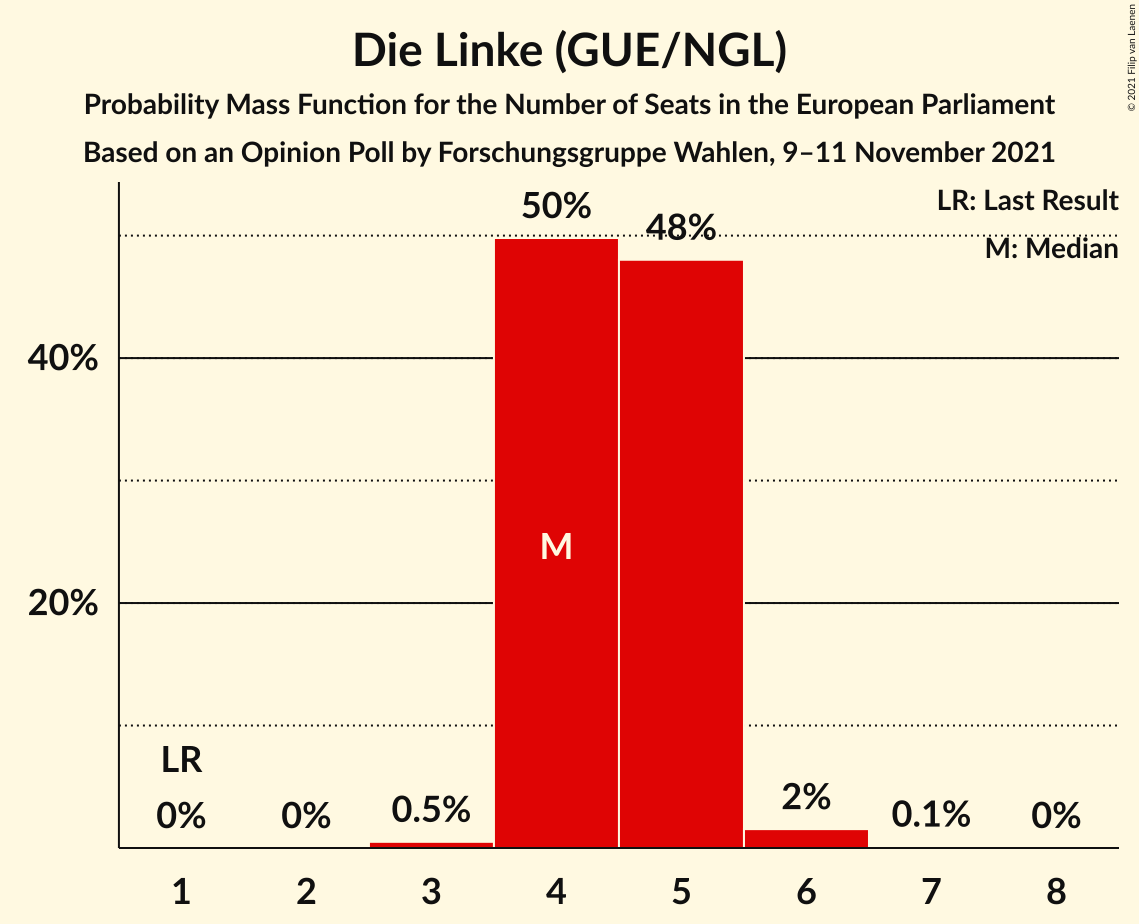 Die Linke (GUE/NGL)
Probability Mass Function for the Number of Seats in the European Parliament
Based on an Opinion Poll by Forschungsgruppe Wahlen, 9–11 November 2021
© 2021 Filip van Laenen
LR: Last Result
M: Median
50%
48%
40%
M
20%
LR
0%
0%
0.5%
2%
0.1%
0%
1 2 3 4 5 6 7 8